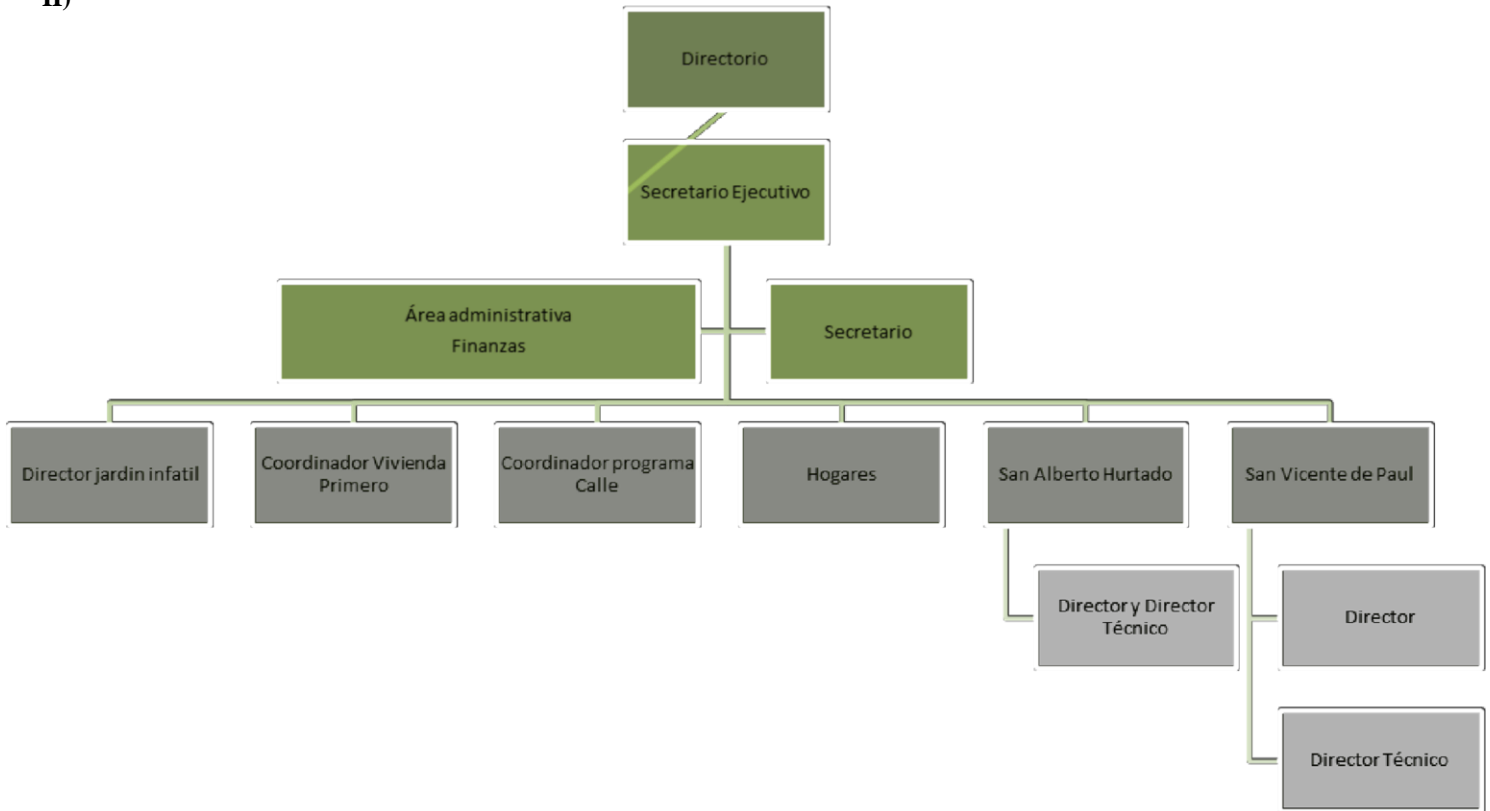 Directorio
Secretario Ejecutivo
Área administrativa
Finanzas
Secretario
Director jardin infatil
Coordinador Vivienda
Primero
Coordinador programa
Calle
Hogares
San Alberto Hurtado
San Vicente de Paul
Director y Director
Técnico
Director
Director Técnico